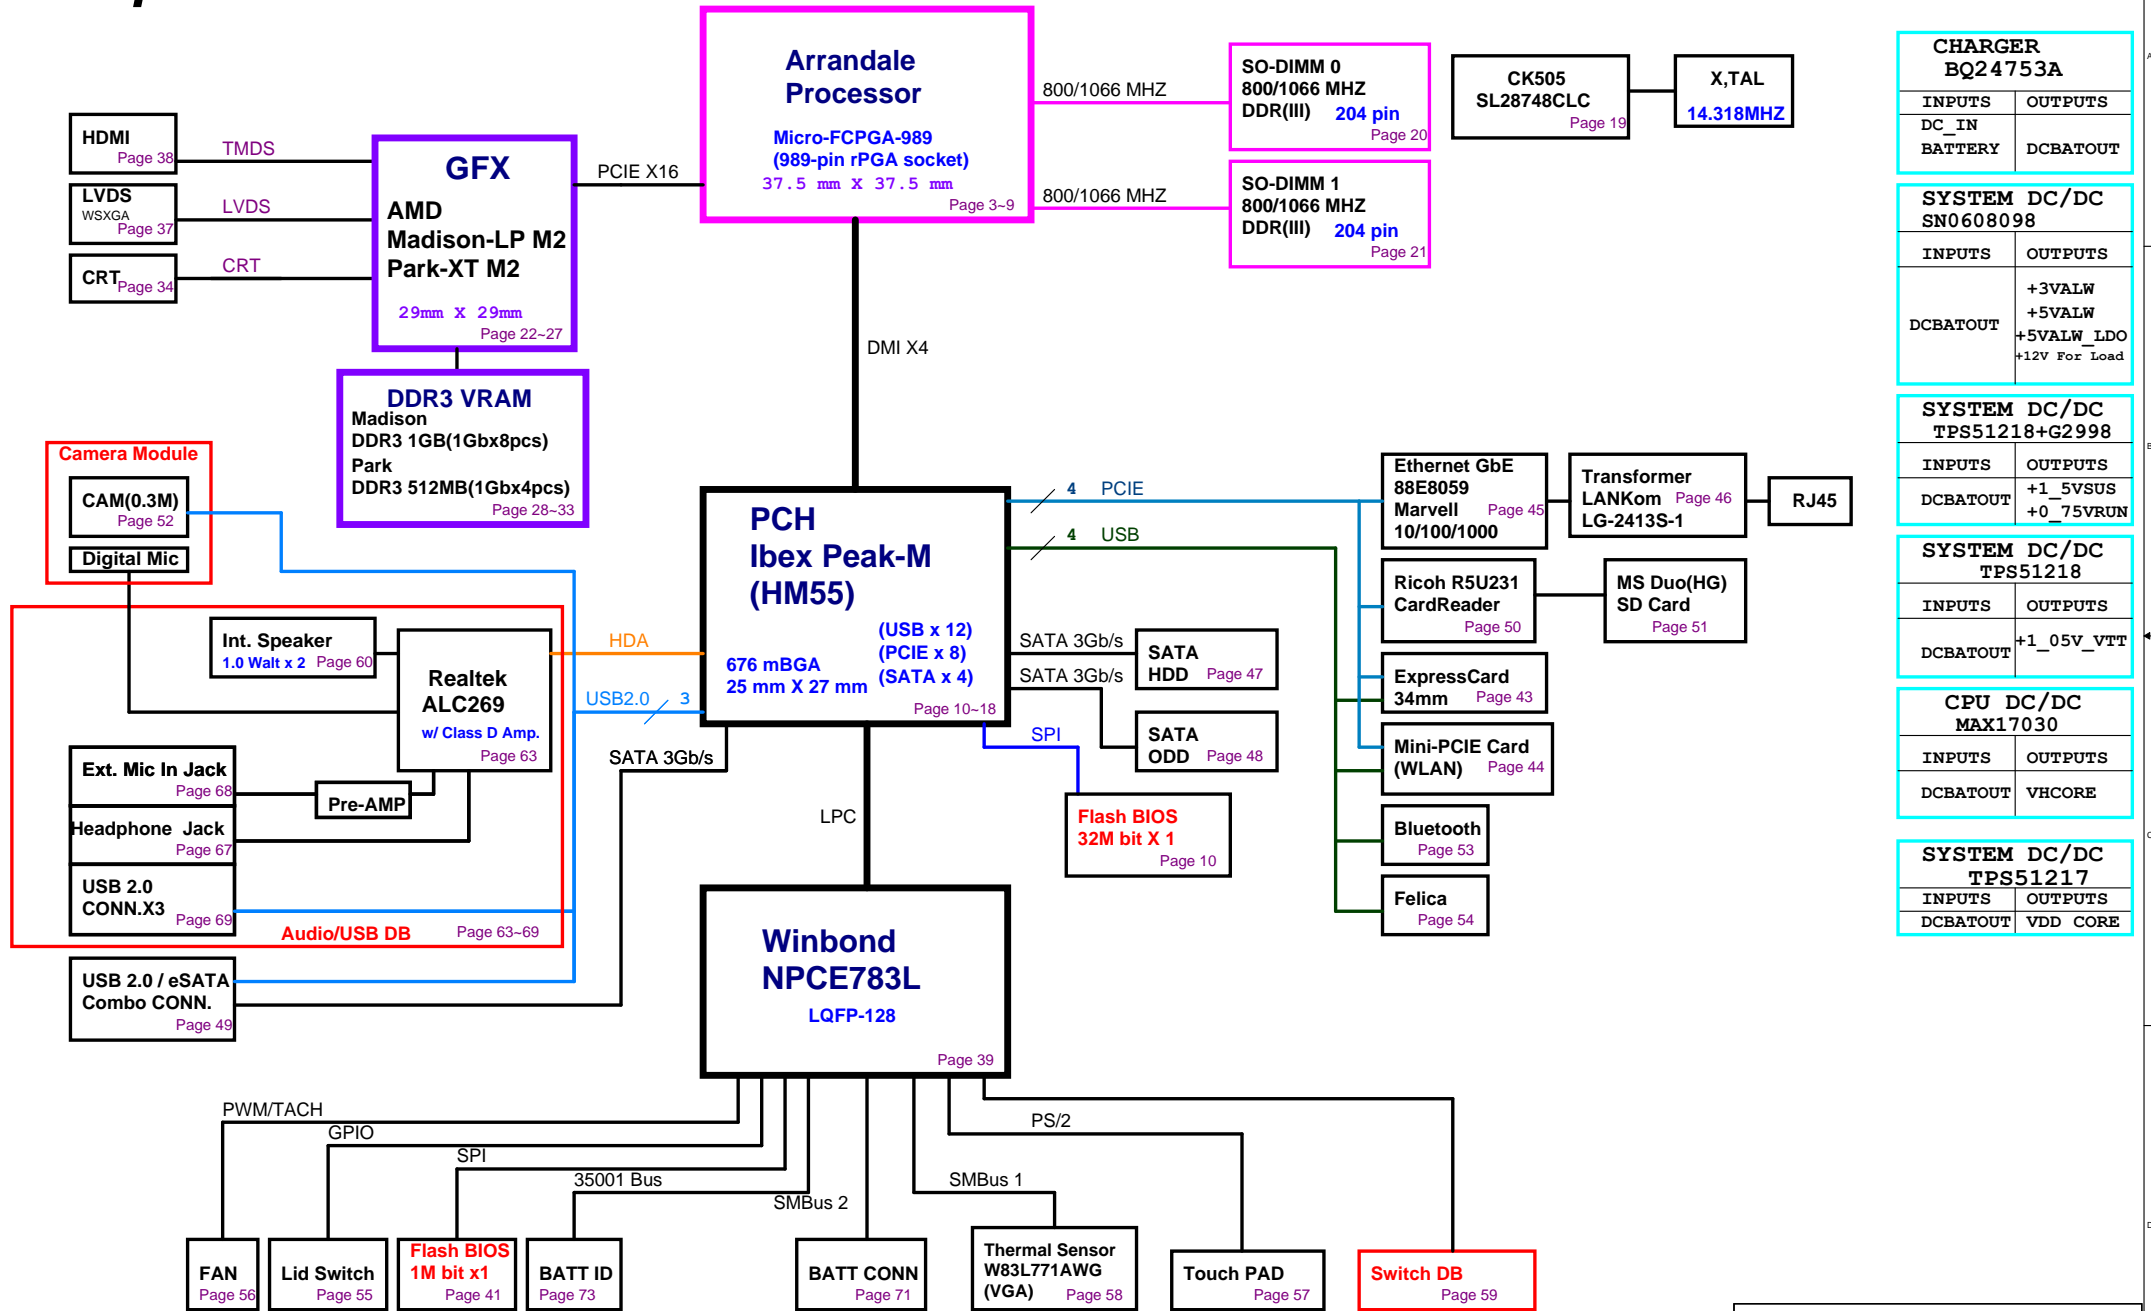 Arrandale
Processor
Micro-FCPGA-989
(989-pin rPGA socket)
37.5 mm X 37.5 mm
Page 3~9
800/1066 MHZ
SO-DIMM 0
800/1066 MHZ
DDR(III) 204 pin
Page 20
800/1066 MHZ
SO-DIMM 1
800/1066 MHZ
DDR(III) 204 pin
Page 21
CK505
SL28748CLC
Page 19
X,TAL
14.318MHZ
HDMI
Page 38
TMDS
LVDS
WSXGA
Page 37
LVDS
CRT
Page 34
CRT
GFX
AMD
Madison-LP M2
Park-XT M2
29mm X 29mm
Page 22~27
PCIE X16
DMI X4
DDR3 VRAM
Madison
DDR3 1GB(1Gbx8pcs)
Park
DDR3 512MB(1Gbx4pcs)
Page 28~33
Camera Module
CAM(0.3M)
Page 52
Digital Mic
Int. Speaker
1.0 Walt x 2 Page 60
Realtek
ALC269
w/ Class D Amp.
Page 63
HDA
USB2.0 3
SATA 3Gb/s
Ext. Mic In Jack
Page 68
Pre-AMP
Headphone Jack
Page 67
USB 2.0
CONN.X3
Page 69
Audio/USB DB Page 63~69
USB 2.0 / eSATA
Combo CONN.
Page 49
PCH
Ibex Peak-M
(HM55)
(USB x 12)
(PCIE x 8)
(SATA x 4)
676 mBGA
25 mm X 27 mm
Page 10~18
4 PCIE
4 USB
SATA 3Gb/s
SATA
HDD Page 47
SATA 3Gb/s
SATA
ODD Page 48
SPI
Flash BIOS
32M bit X 1
Page 10
LPC
Ethernet GbE
88E8059
Marvell Page 45
10/100/1000
Transformer
LANKom Page 46
LG-2413S-1
RJ45
Ricoh R5U231
CardReader
Page 50
MS Duo(HG)
SD Card
Page 51
ExpressCard
34mm Page 43
Mini-PCIE Card
(WLAN) Page 44
Bluetooth
Page 53
Felica
Page 54
Winbond
NPCE783L
LQFP-128
Page 39
PWM/TACH
GPIO
SPI
35001 Bus
SMBus 2
SMBus 1
PS/2
FAN
Page 56
Lid Switch
Page 55
Flash BIOS
1M bit x1
Page 41
BATT ID
Page 73
BATT CONN
Page 71
Thermal Sensor
W83L771AWG
(VGA) Page 58
Touch PAD
Page 57
Switch DB
Page 59
CHARGER
BQ24753A
INPUTS OUTPUTS
DC_IN
BATTERY DCBATOUT
SYSTEM DC/DC
SN0608098
INPUTS OUTPUTS
DCBATOUT
+3VALW
+5VALW
+5VALW_LDO
+12V For Load
SYSTEM DC/DC
TPS51218+G2998
INPUTS OUTPUTS
DCBATOUT
+1_5VSUS
+0_75VRUN
SYSTEM DC/DC
TPS51218
INPUTS OUTPUTS
DCBATOUT +1_05V_VTT
CPU DC/DC
MAX17030
INPUTS OUTPUTS
DCBATOUT VHCORE
SYSTEM DC/DC
TPS51217
INPUTS OUTPUTS
DCBATOUT VDD CORE